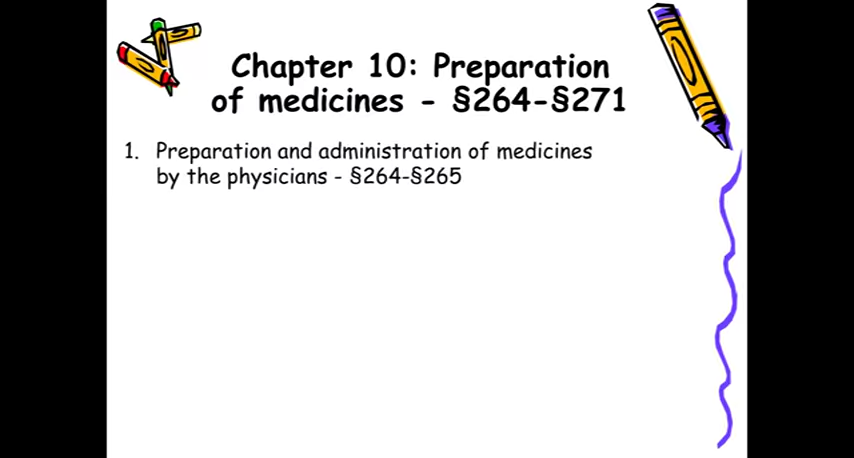 Chapter 10: Preparation
of medicines - §264-§271
1. Preparation and administration of medicines
by the physicians - §264-§265